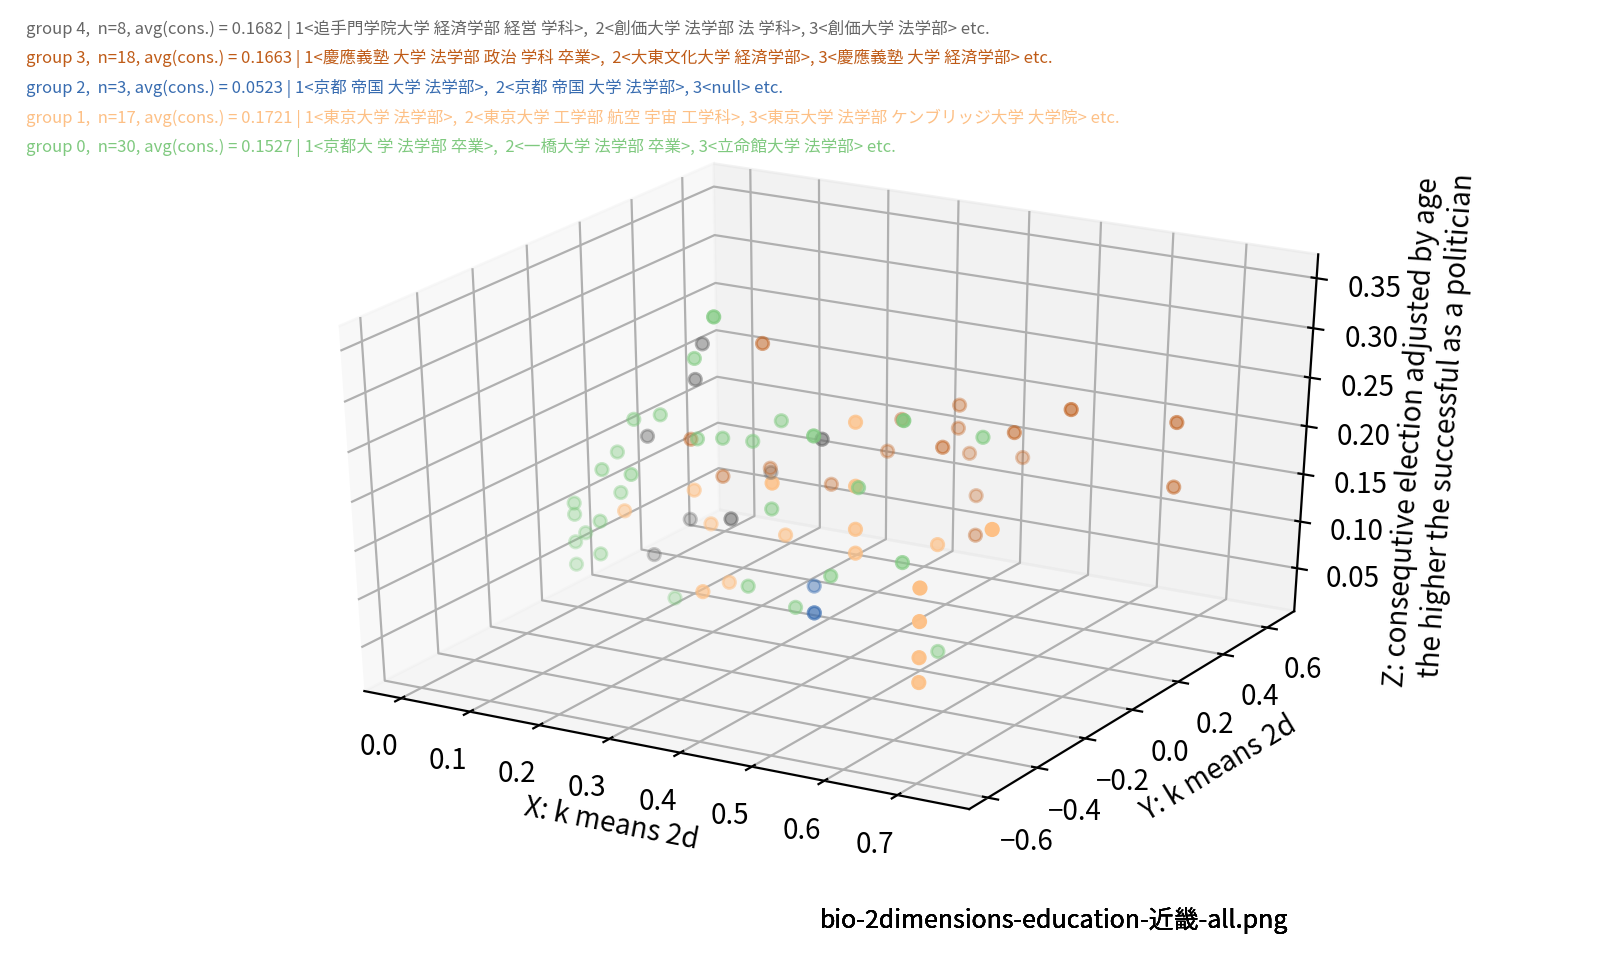 group 4,  n=8, avg(cons.) = 0.1682 | 1<追手門学院大学 経済学部 経営 学科>,  2<創価大学 法学部 法 学科>, 3<創価大学 法学部> etc.
group 3,  n=18, avg(cons.) = 0.1663 | 1<慶應義塾 大学 法学部 政治 学科 卒業>,  2<大東文化大学 経済学部>, 3<慶應義塾 大学 経済学部> etc.
group 2,  n=3, avg(cons.) = 0.0523 | 1<京都 帝国 大学 法学部>,  2<京都 帝国 大学 法学部>, 3<null> etc.
group 1,  n=17, avg(cons.) = 0.1721 | 1<東京大学 法学部>,  2<東京大学 工学部 航空 宇宙 工学科>, 3<東京大学 法学部 ケンブリッジ大学 大学院> etc.
group 0,  n=30, avg(cons.) = 0.1527 | 1<京都大 学 法学部 卒業>,  2<一橋大学 法学部 卒業>, 3<立命館大学 法学部> etc.
0.35
0.30
0.25
0.20
0.15
0.10
0.05
Z: consequtive election adjusted by age
the higher the successful as a politician
0.6
0.4
0.2
0.0
−0.2
−0.4
−0.6
Y: k means 2d
0.0
0.1
0.2
0.3
0.4
0.5
0.6
0.7
X: k means 2d
bio-2dimensions-education-近畿-all.png